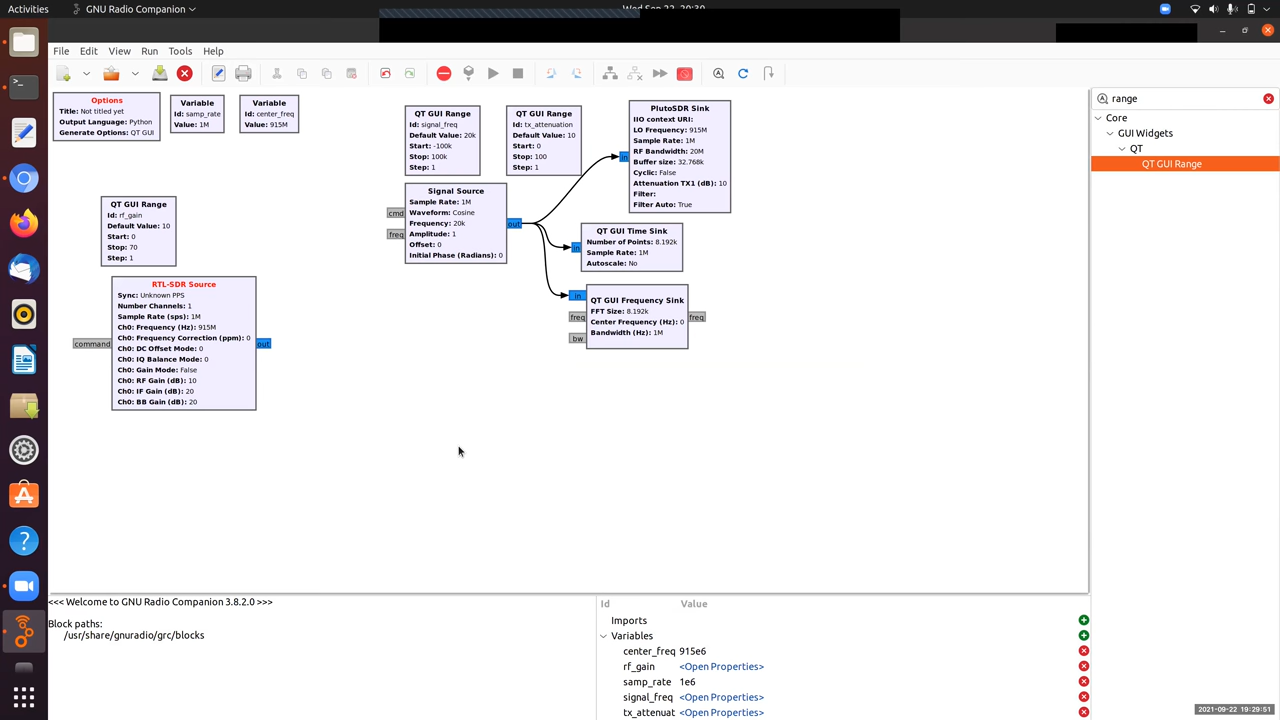 Activities
GNU Radio Companion
Wed Sep 22 20:30
File Edit View Run Tools Help
Options
Title: Not titled yet
Output Language: Python
Generate Options: QT GUI
Variable
Id: samp_rate
Value: 1M
Variable
Id: center_freq
Value: 915M
QT GUI Range
Id: signal_freq
Default Value: 20k
Start: -100k
Stop: 100k
Step: 1
QT GUI Range
Id: tx_attenuation
Default Value: 10
Start: 0
Stop: 100
Step: 1
PlutoSDR Sink
IIO context URI:
LO Frequency: 915M
Sample Rate: 1M
RF Bandwidth: 20M
Buffer size: 32.768k
Cyclic: False
Attenuation TX1 (dB): 10
Filter:
Filter Auto: True
in
Signal Source
Sample Rate: 1M
Waveform: Cosine
Frequency: 20k
Amplitude: 1
Offset: 0
Initial Phase (Radians): 0
cmd
freq
out
QT GUI Time Sink
Number of Points: 8.192k
Sample Rate: 1M
Autoscale: No
in
QT GUI Frequency Sink
FFT Size: 8.192k
Center Frequency (Hz): 0
Bandwidth (Hz): 1M
in
freq
bw
freq
QT GUI Range
Id: rf_gain
Default Value: 10
Start: 0
Stop: 70
Step: 1
RTL-SDR Source
Sync: Unknown PPS
Number Channels: 1
Sample Rate (sps): 1M
Ch0: Frequency (Hz): 915M
Ch0: Frequency Correction (ppm): 0
Ch0: DC Offset Mode: 0
Ch0: IQ Balance Mode: 0
Ch0: Gain Mode: False
Ch0: RF Gain (dB): 10
Ch0: IF Gain (dB): 20
Ch0: BB Gain (dB): 20
command
out
range
Core
GUI Widgets
QT
QT GUI Range
<<< Welcome to GNU Radio Companion 3.8.2.0 >>>
Block paths:
/usr/share/gnuradio/grc/blocks
Id Value
Imports
Variables
center_freq 915e6
rf_gain <Open Properties>
samp_rate 1e6
signal_freq <Open Properties>
tx_attenuat <Open Properties>
2021-09-22 19:29:51